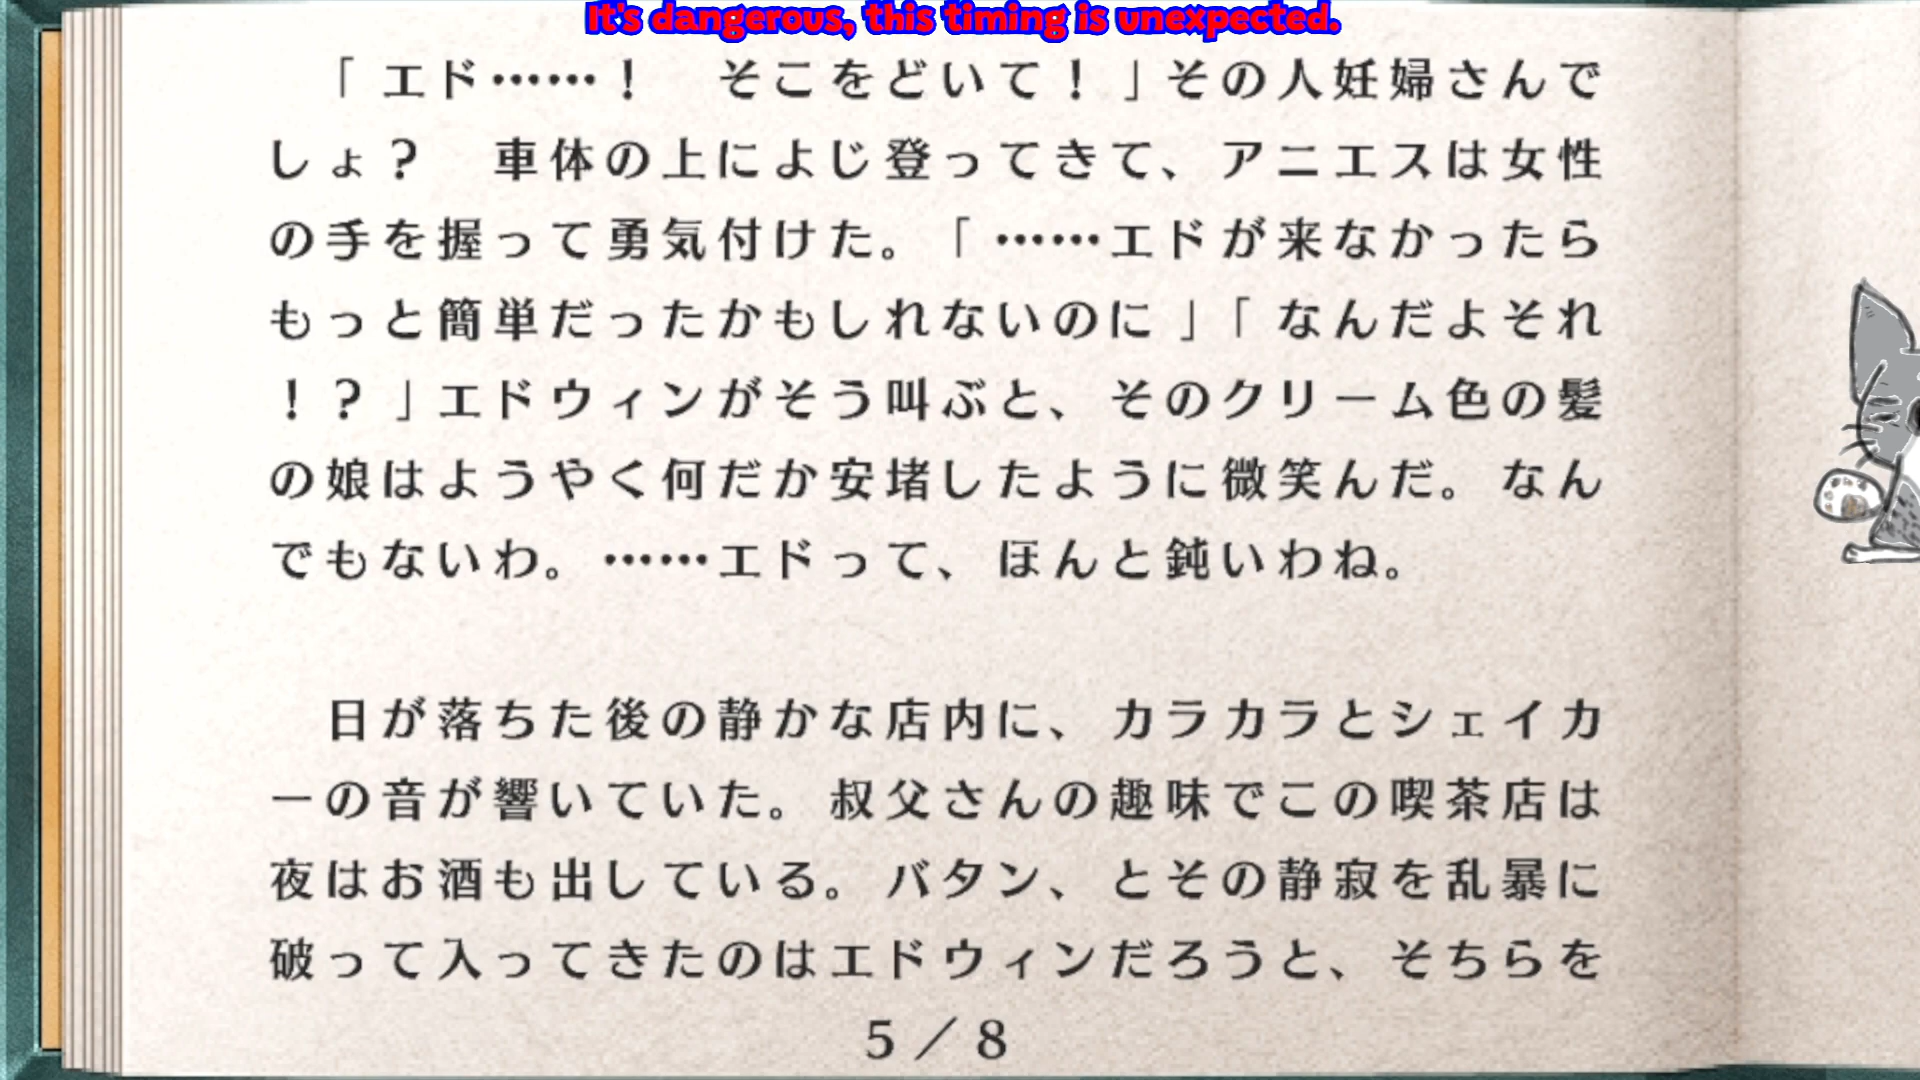 It's dangerous, this timing is unexpected.
「エド……！　そこをどいて！」その人妊婦さんで
しょ？　車体の上によじ登ってきて、アニエスは女性
の手を握って勇気付けた。「……エドが来なかったら
もっと簡単だったかもしれないのに」「なんだよそれ
！？」エドウィンがそう叫ぶと、そのクリーム色の髪
の娘はようやく何だか安堵したように微笑んだ。なん
でもないわ。……エドって、ほんと鈍いわね。
日が落ちた後の静かな店内に、カラカラとシェイカ
ーの音が響いていた。叔父さんの趣味でこの喫茶店は
夜はお酒も出している。バタン、とその静寂を乱暴に
破って入ってきたのはエドウィンだろうと、そちらを
5／8